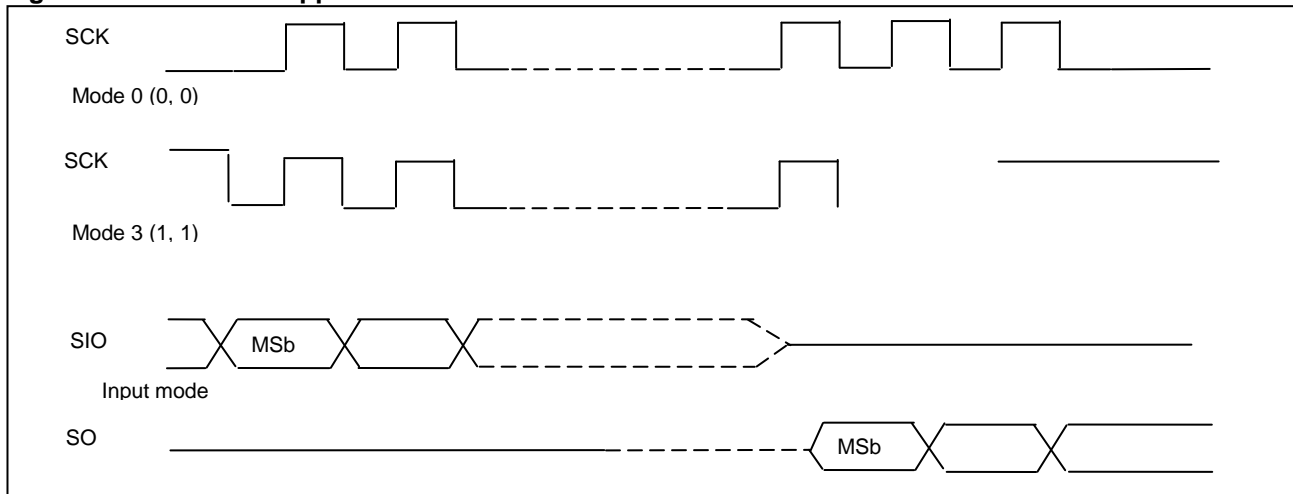 SCK
Mode 0 (0, 0)
SCK
Mode 3 (1, 1)
SIO
MSb
Input mode
SO
MSb